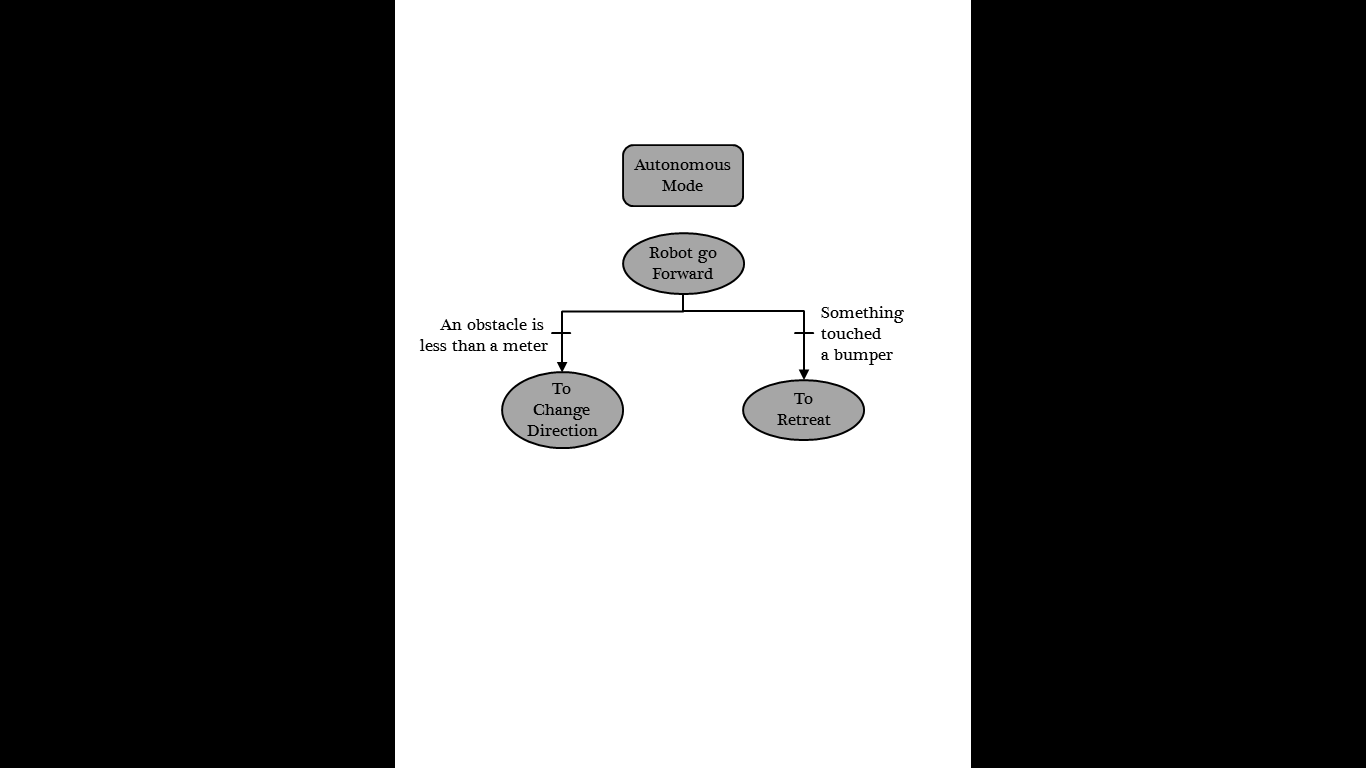 Autonomous
Mode
Robot go
Forward
An obstacle is
less than a meter
Something
touched
a bumper
To
Change
Direction
To
Retreat